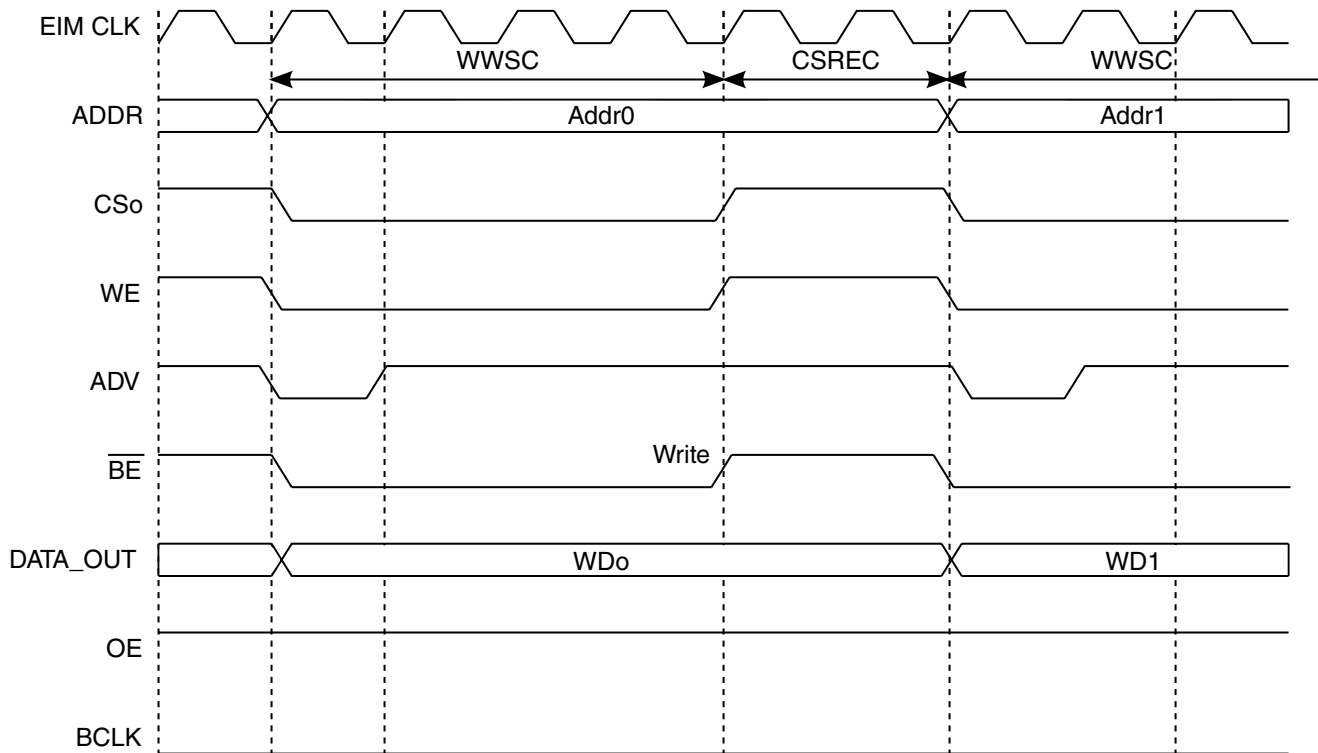 EIM CLK
WWSC CSREC WWSC
ADDR Addr0 Addr1
CSo
WE
ADV
BE Write
DATA_OUT WDo WD1
OE
BCLK